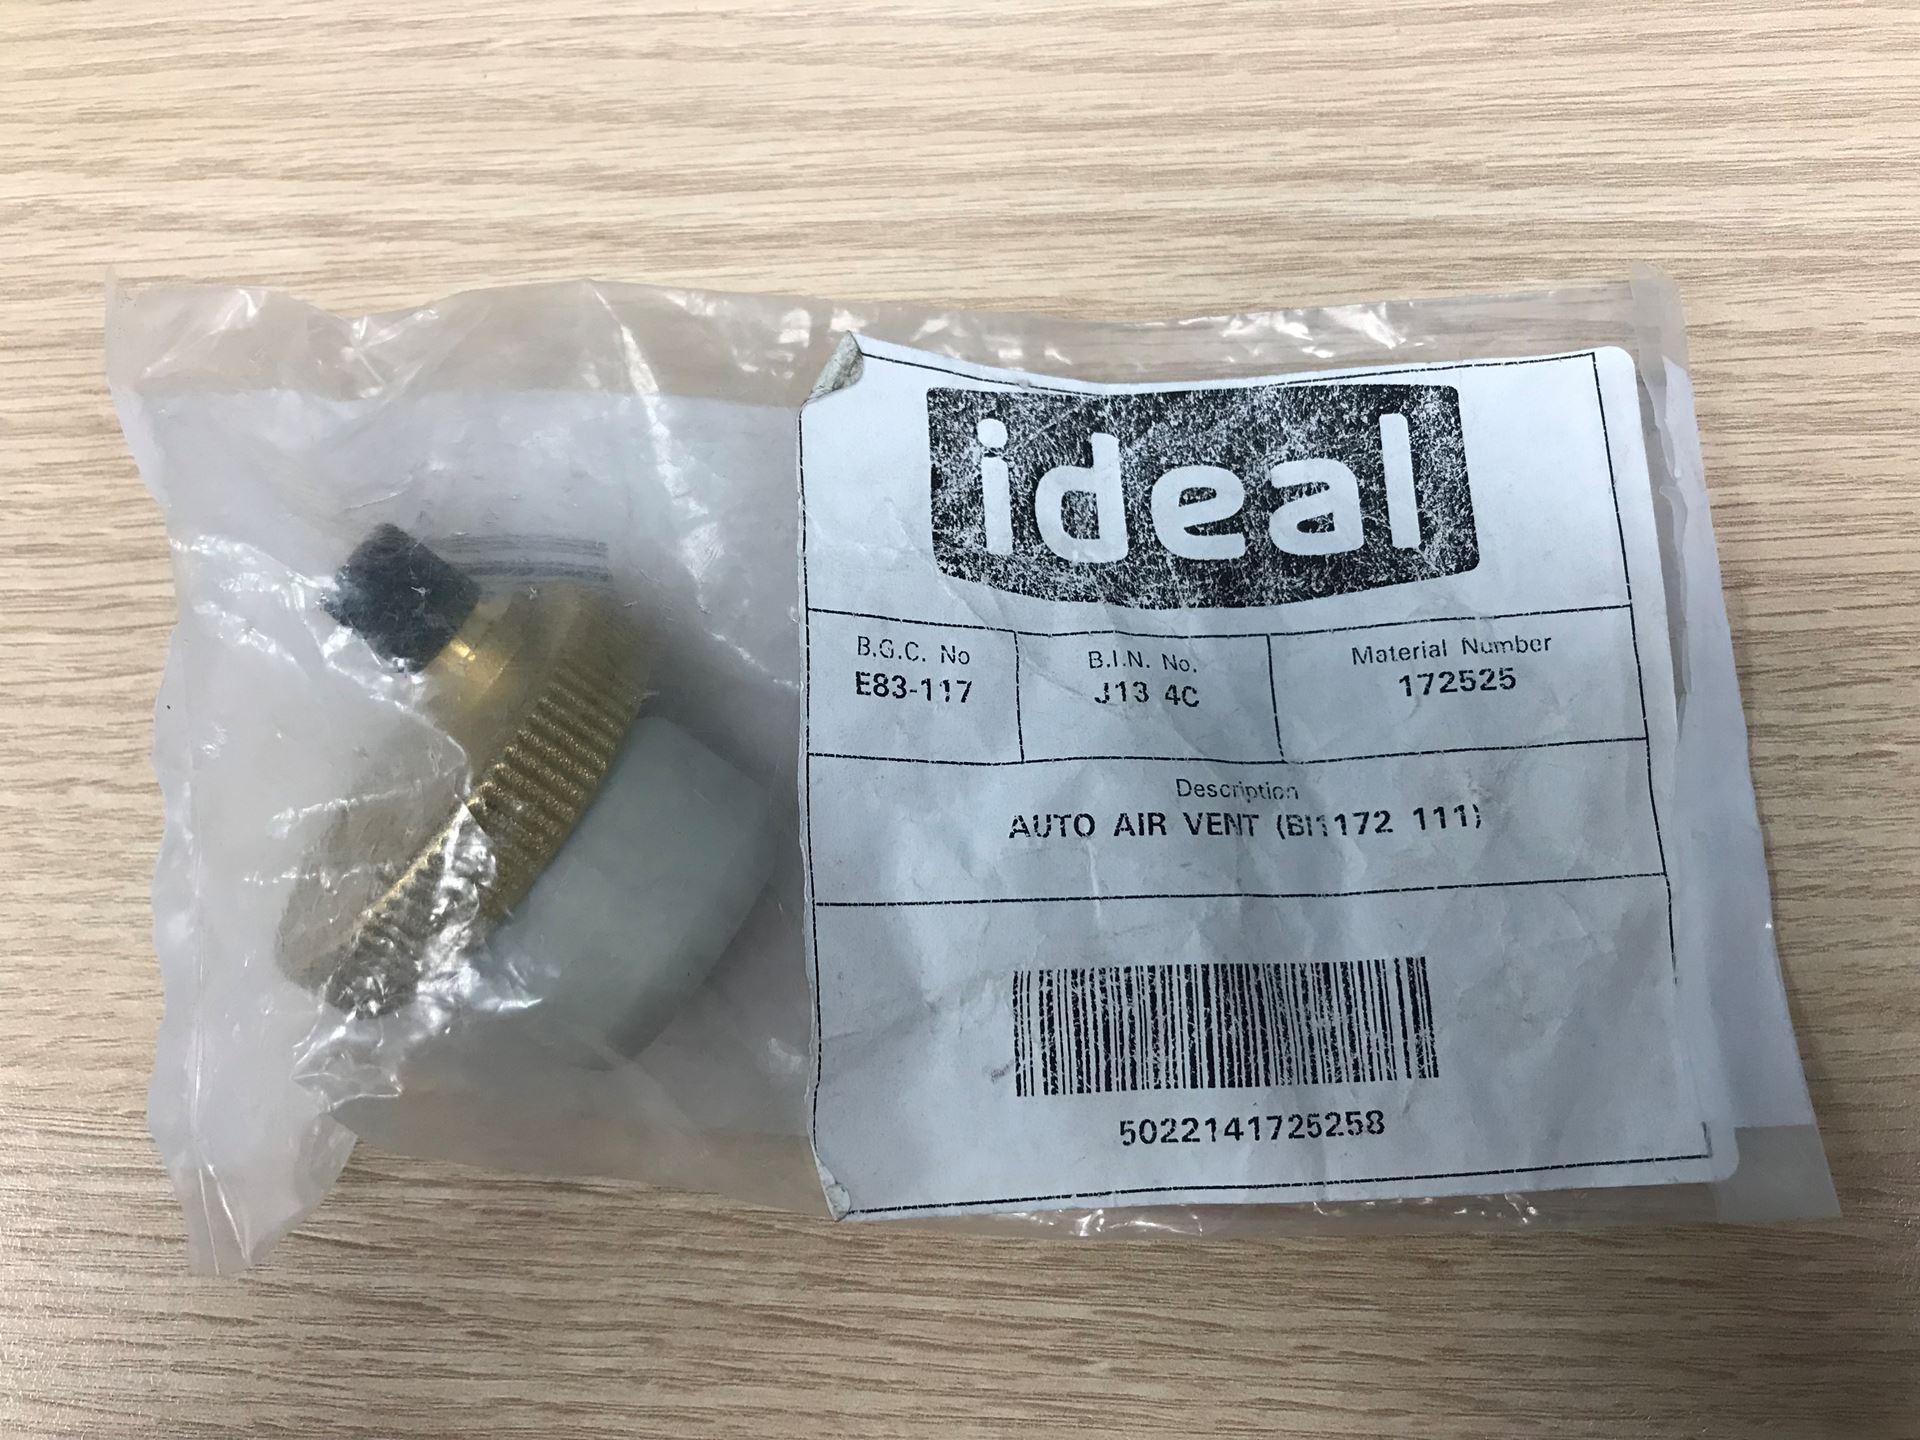 ideal
B.G.C. No
E83-117
B.I.N. No.
J13 4C
Material Number
172525
Description
AUTO AIR VENT (BI1172 111)
5022141725258